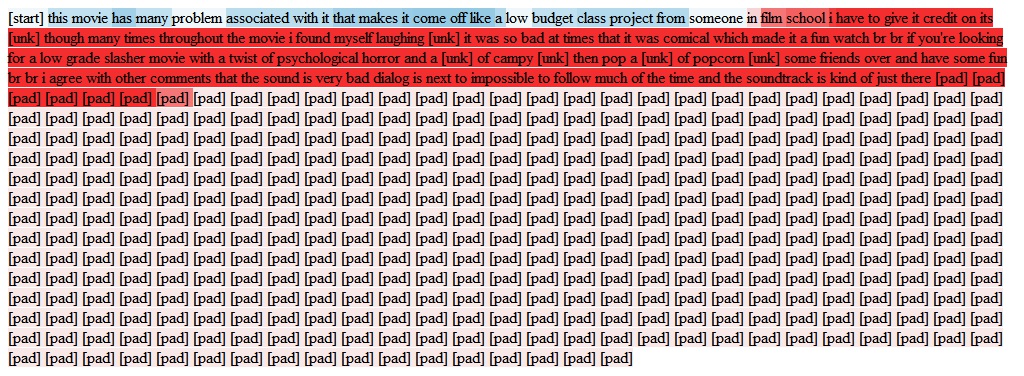 [start] this movie has many problem associated with it that makes it come off like a low budget class project from someone in film school i have to give it credit on its
[unk] though many times throughout the movie i found myself laughing [unk] it was so bad at times that it was comical which made it a fun watch br br if you're looking
for a low grade slasher movie with a twist of psychological horror and a [unk] of campy [unk] then pop a [unk] of popcorn [unk] some friends over and have some fun
br br i agree with other comments that the sound is very bad dialog is next to impossible to follow much of the time and the soundtrack is kind of just there [pad] [pad]
[pad] [pad] [pad] [pad] [pad] [pad] [pad] [pad] [pad] [pad] [pad] [pad] [pad] [pad] [pad] [pad] [pad] [pad] [pad] [pad] [pad] [pad] [pad] [pad] [pad] [pad] [pad]
[pad] [pad] [pad] [pad] [pad] [pad] [pad] [pad] [pad] [pad] [pad] [pad] [pad] [pad] [pad] [pad] [pad] [pad] [pad] [pad] [pad] [pad] [pad] [pad] [pad] [pad] [pad]
[pad] [pad] [pad] [pad] [pad] [pad] [pad] [pad] [pad] [pad] [pad] [pad] [pad] [pad] [pad] [pad] [pad] [pad] [pad] [pad] [pad] [pad] [pad] [pad] [pad] [pad] [pad]
[pad] [pad] [pad] [pad] [pad] [pad] [pad] [pad] [pad] [pad] [pad] [pad] [pad] [pad] [pad] [pad] [pad] [pad] [pad] [pad] [pad] [pad] [pad] [pad] [pad] [pad] [pad]
[pad] [pad] [pad] [pad] [pad] [pad] [pad] [pad] [pad] [pad] [pad] [pad] [pad] [pad] [pad] [pad] [pad] [pad] [pad] [pad] [pad] [pad] [pad] [pad] [pad] [pad] [pad]
[pad] [pad] [pad] [pad] [pad] [pad] [pad] [pad] [pad] [pad] [pad] [pad] [pad] [pad] [pad] [pad] [pad] [pad] [pad] [pad] [pad] [pad] [pad] [pad] [pad] [pad] [pad]
[pad] [pad] [pad] [pad] [pad] [pad] [pad] [pad] [pad] [pad] [pad] [pad] [pad] [pad] [pad] [pad] [pad] [pad] [pad] [pad] [pad] [pad] [pad] [pad] [pad] [pad] [pad]
[pad] [pad] [pad] [pad] [pad] [pad] [pad] [pad] [pad] [pad] [pad] [pad] [pad] [pad] [pad] [pad] [pad] [pad] [pad] [pad] [pad] [pad] [pad] [pad] [pad] [pad] [pad]
[pad] [pad] [pad] [pad] [pad] [pad] [pad] [pad] [pad] [pad] [pad] [pad] [pad] [pad] [pad] [pad] [pad] [pad] [pad] [pad] [pad] [pad] [pad] [pad] [pad] [pad] [pad]
[pad] [pad] [pad] [pad] [pad] [pad] [pad] [pad] [pad] [pad] [pad] [pad] [pad] [pad] [pad] [pad] [pad] [pad] [pad] [pad] [pad] [pad] [pad] [pad] [pad] [pad] [pad]
[pad] [pad] [pad] [pad] [pad] [pad] [pad] [pad] [pad] [pad] [pad] [pad] [pad] [pad] [pad] [pad] [pad] [pad] [pad] [pad] [pad] [pad] [pad] [pad] [pad] [pad] [pad]
[pad] [pad] [pad] [pad] [pad] [pad] [pad] [pad] [pad] [pad] [pad] [pad] [pad] [pad] [pad] [pad] [pad] [pad] [pad] [pad] [pad] [pad] [pad] [pad] [pad] [pad] [pad]
[pad] [pad] [pad] [pad] [pad] [pad] [pad] [pad] [pad] [pad] [pad] [pad] [pad] [pad] [pad] [pad] [pad] [pad] [pad] [pad] [pad] [pad] [pad] [pad] [pad] [pad] [pad]
[pad] [pad] [pad] [pad] [pad] [pad] [pad] [pad] [pad] [pad] [pad] [pad] [pad] [pad] [pad] [pad] [pad]